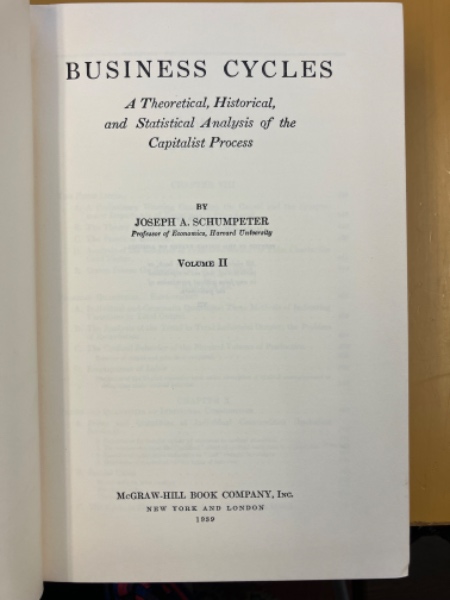 BUSINESS CYCLES
A Theoretical, Historical,
and Statistical Analysis of the
Capitalist Process
BY
JOSEPH A. SCHUMPETER
Professor of Economics, Harvard University
VOLUME II
McGRAW-HILL BOOK COMPANY, INC.
NEW YORK AND LONDON
1939